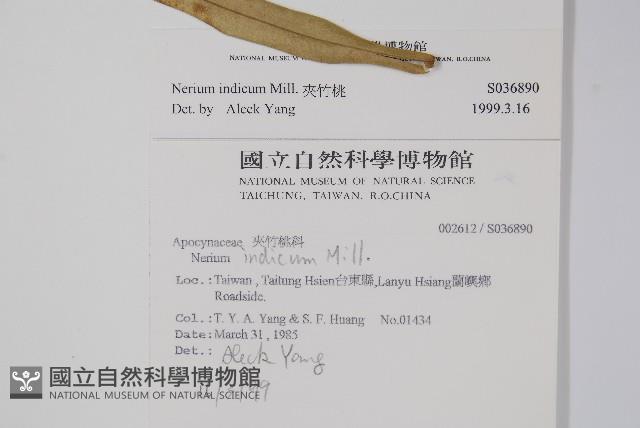 學博物館
NATIONAL MUSEUM TAIWAN, R.O.CHINA
Nerium indicum Mill. 夾竹桃 S036890
Det. by Aleck Yang 1999.3.16
國立自然科學博物館
NATIONAL MUSEUM OF NATURAL SCIENCE
TAICHUNG, TAIWAN, R.O.CHINA
002612 / S036890
Apocynaceae 夾竹桃科
Nerium indicum Mill.
Loc.: Taiwan, Taitung Hsien台東縣,Lanyu Hsiang蘭嶼鄉
Roadside.
Col.: T. Y. A. Yang & S. F. Huang No.01434
Date: March 31, 1985
Det.: Aleck Yang
國立自然科學博物館
NATIONAL MUSEUM OF NATURAL SCIENCE